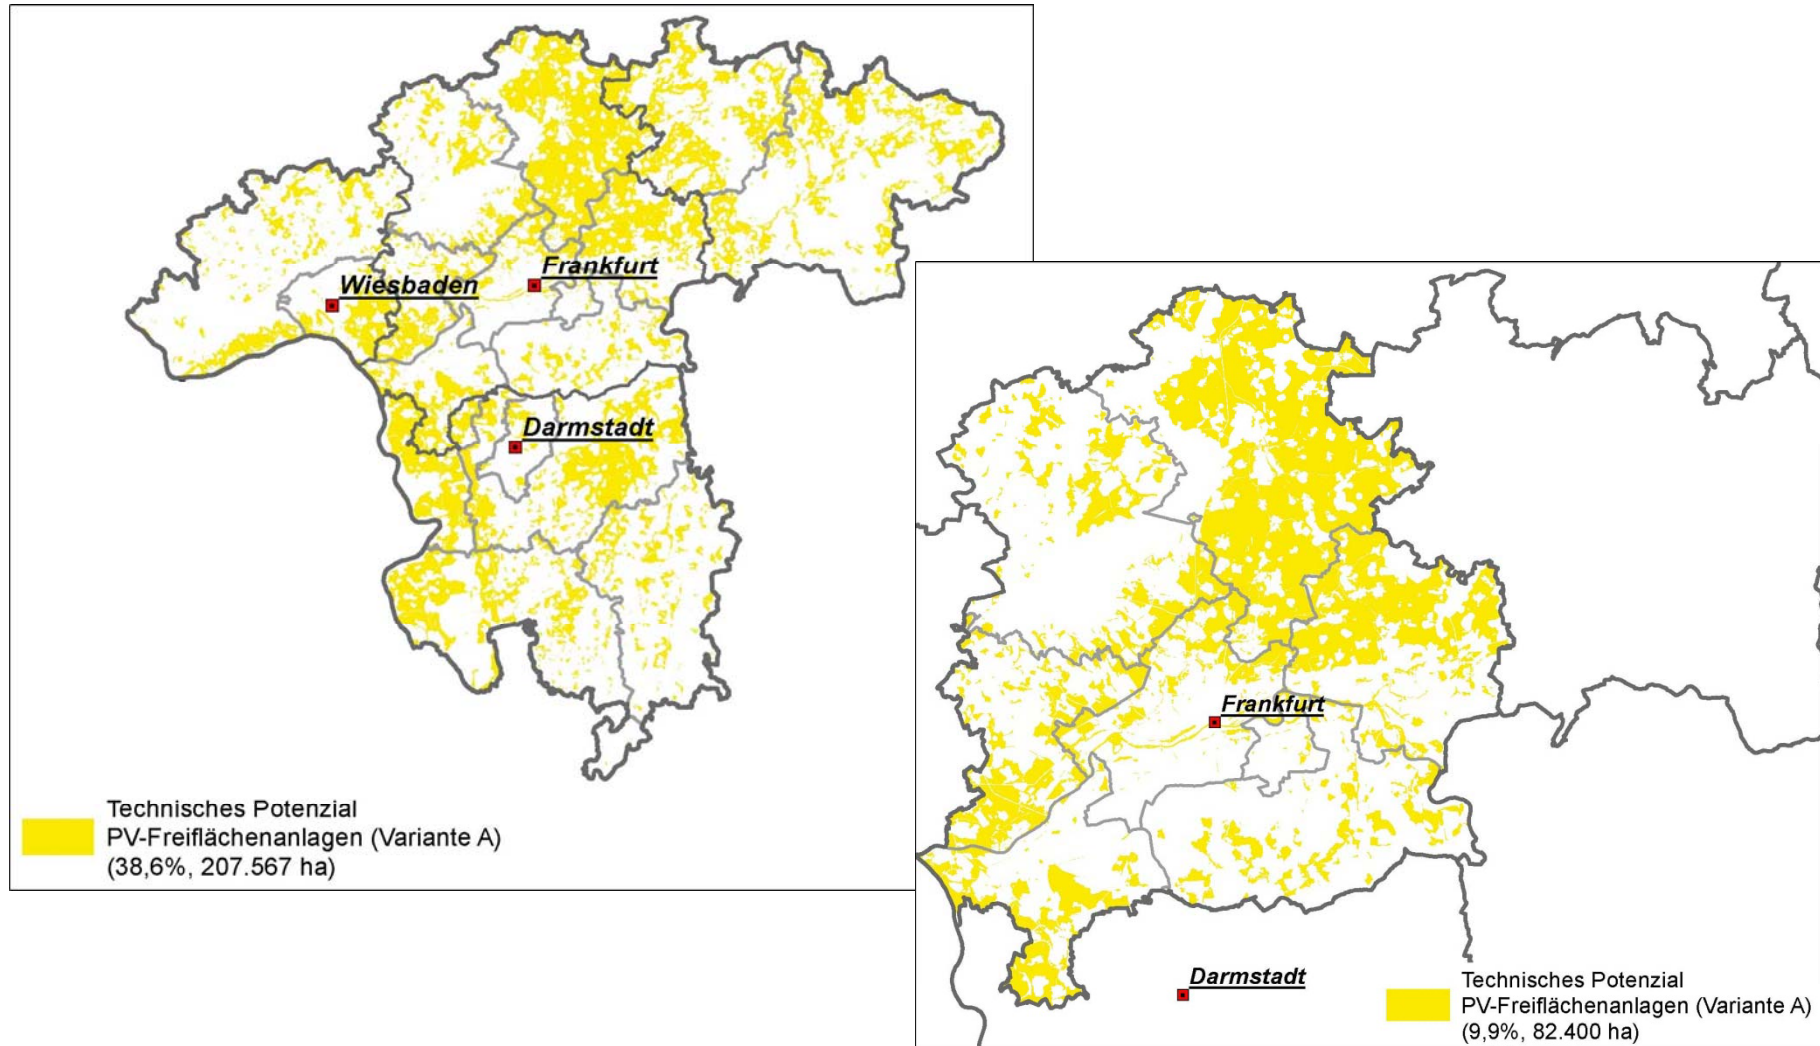 Frankfurt
Wiesbaden
Darmstadt
Technisches Potenzial
PV-Freiflächenanlagen (Variante A)
(38,6%, 207.567 ha)
Frankfurt
Darmstadt
Technisches Potenzial
PV-Freiflächenanlagen (Variante A)
(9,9%, 82.400 ha)